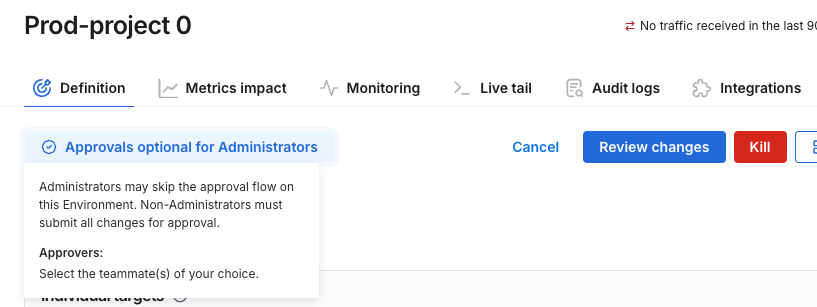 Prod-project 0
No traffic received in the last 90
Definition
Metrics impact
Monitoring
Live tail
Audit logs
Integrations
Approvals optional for Administrators
Cancel
Review changes
Kill
Administrators may skip the approval flow on
this Environment. Non-Administrators must
submit all changes for approval.
Approvers:
Select the teammate(s) of your choice.
Individual targets